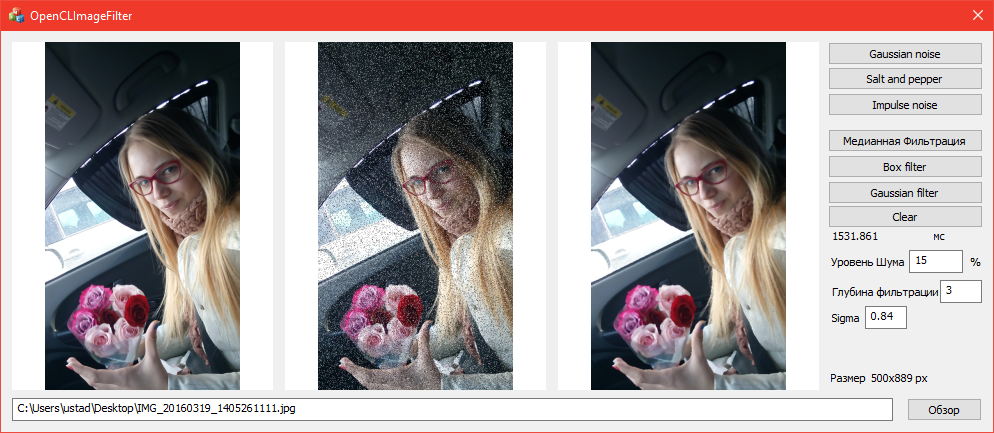 OpenCLImageFilter
Gaussian noise
Salt and pepper
Impulse noise
Медианная Фильтрация
Box filter
Gaussian filter
Clear
1531.861 мс
Уровень Шума 15 %
Глубина фильтрации 3
Sigma 0.84
Размер 500x889 px
C:\Users\ustad\Desktop\IMG_20160319_1405261111.jpg
Обзор